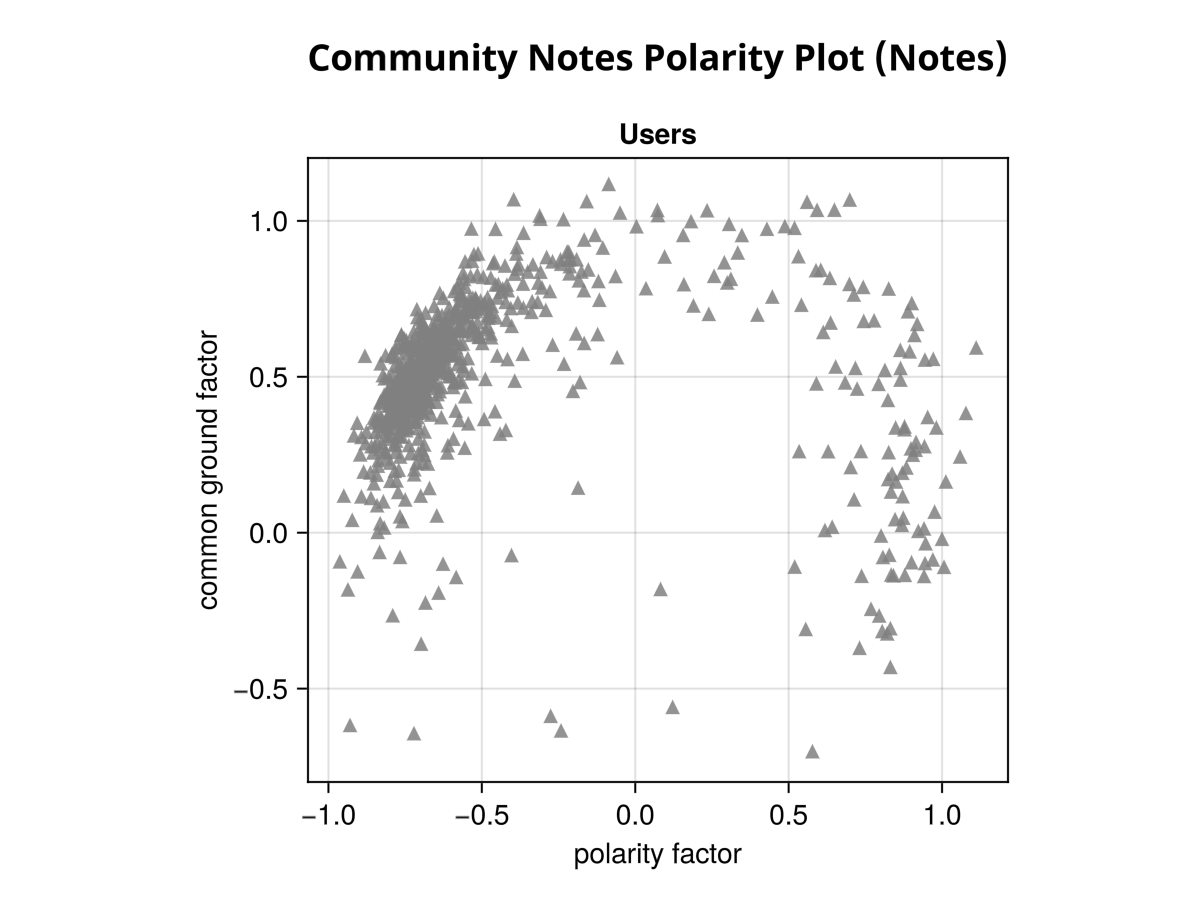 Community Notes Polarity Plot (Notes)
Users
common ground factor
1.0
0.5
0.0
−0.5
−1.0 −0.5 0.0 0.5 1.0
polarity factor